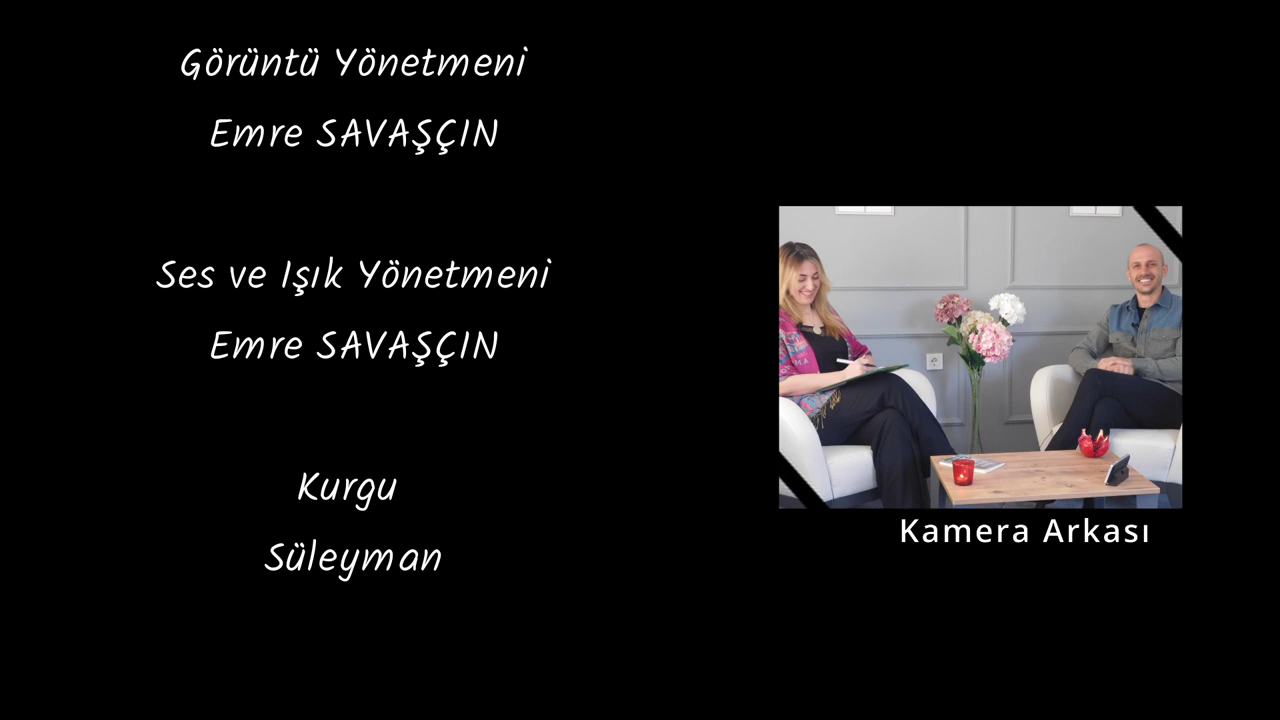 Görüntü Yönetmeni
Emre SAVAŞÇIN
Ses ve Işık Yönetmeni
Emre SAVAŞÇIN
Kurgu
Süleyman
Kamera Arkası